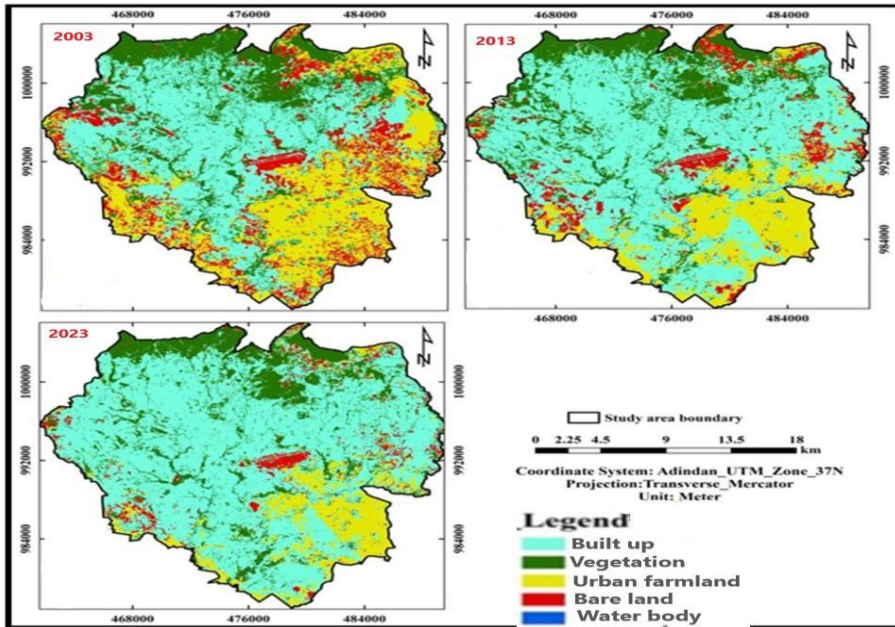 468000 476000 484000
468000 476000 484000
2003
2013
1000000
992000
984000
1000000
992000
984000
468000 476000 484000
2023
N
N
N
1000000
992000
984000
468000 476000 484000
Study area boundary
0 2.25 4.5 9 13.5 18
km
Coordinate System: Adindan_UTM_Zone_37N
Projection:Transverse_Mercator
Unit: Meter
Legend
Built up
Vegetation
Urban farmland
Bare land
Water body